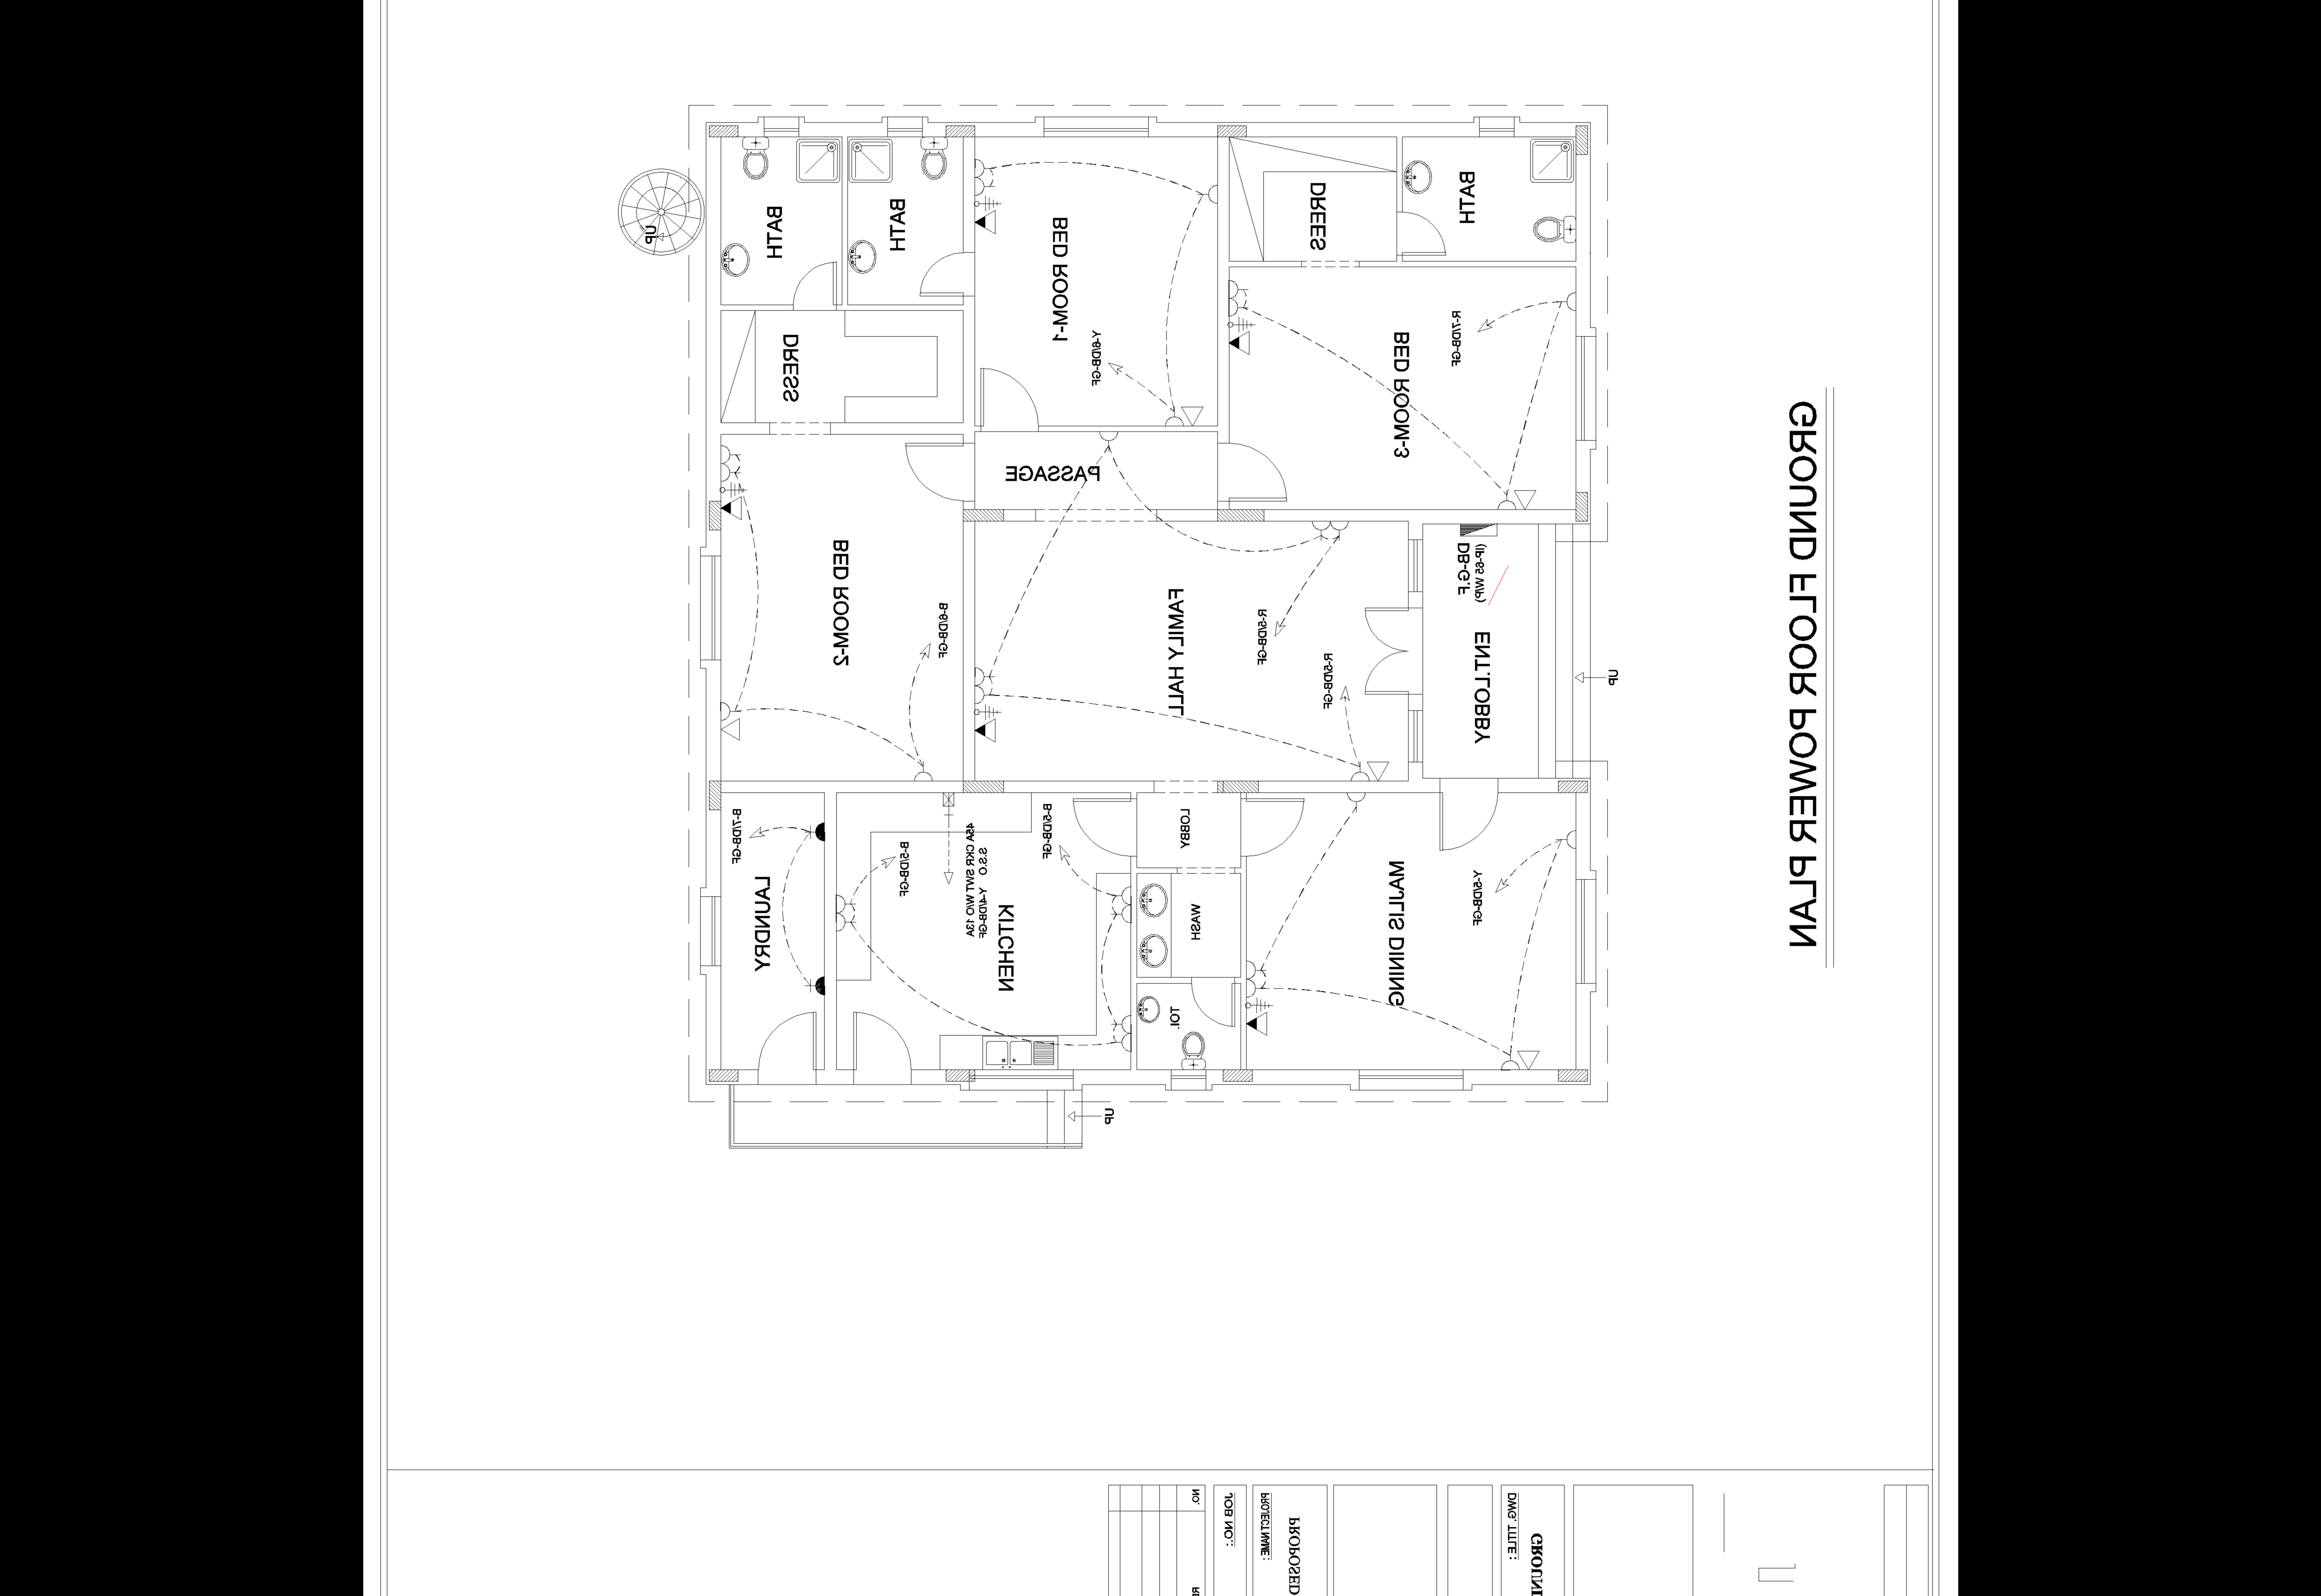 GROUND FLOOR POWER PLAN
BATH
DREES
BED ROOM-3
R-7/DB-GF
BED ROOM-1
Y-6/DB-GF
BATH
BATH
DRESS
UP
PASSAGE
BED ROOM-2
B-6/DB-GF
FAMILY HALL
R-5/DB-GF
R-5/DB-GF
(IP-65 W/P)
DB-G.F
ENT.LOBBY
UP
MAJLIS DINING
Y-5/DB-GF
LOBBY
WASH
TOI.
KITCHEN
B-5/DB-GF
S.S.O Y-4/DB-GF
45A CKR SWT W/O 13A
B-5/DB-GF
LAUNDRY
B-7/DB-GF
UP
DWG. TITLE :
GROUN
PROJECT NAME :
PROPOSED
JOB NO. :
NO.